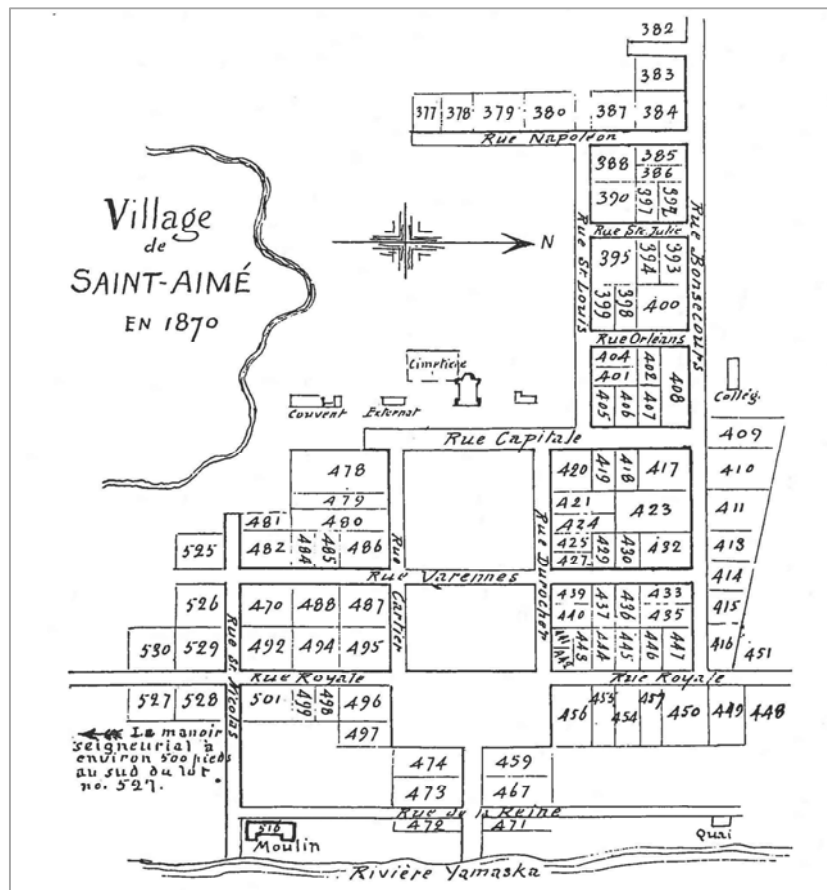 382
383
377 378 379 380 387 384
Rue Napoléon
388 385
386
390 397 392
Rue Ste. Julie
Rue St. Louis
Rue Bonsecours
Village
de
SAINT-AIMÉ
EN 1870
N
395 394 393
399 398 400
Rue Orléans
Cimetière
404 402 408
401
405 406 407
Collég.
Couvent
Externat
Rue Capitale
409
478
420 419 418 417
410
479
421 423
411
481 480
424
Rue Cartier
Rue Durocher
525 482 484 485 486
425 429 430 432 413
427
Rue Varennes
414
526 470 488 487
439 437 436 433
415
440 435
530 529 492 494 495
443 444 445 446 447
416 451
Rue St. Nicolas
Rue Royale
Rue Royale
527 528 501 499 498 496
456 455 454 457 450 449 448
497
Le manoir
seigneurial à
environ 500 pieds
au sud du lot
no. 527.
474 459
473 467
Rue de la Reine
472 471
510
Moulin
Quai
Rivière Yamaska